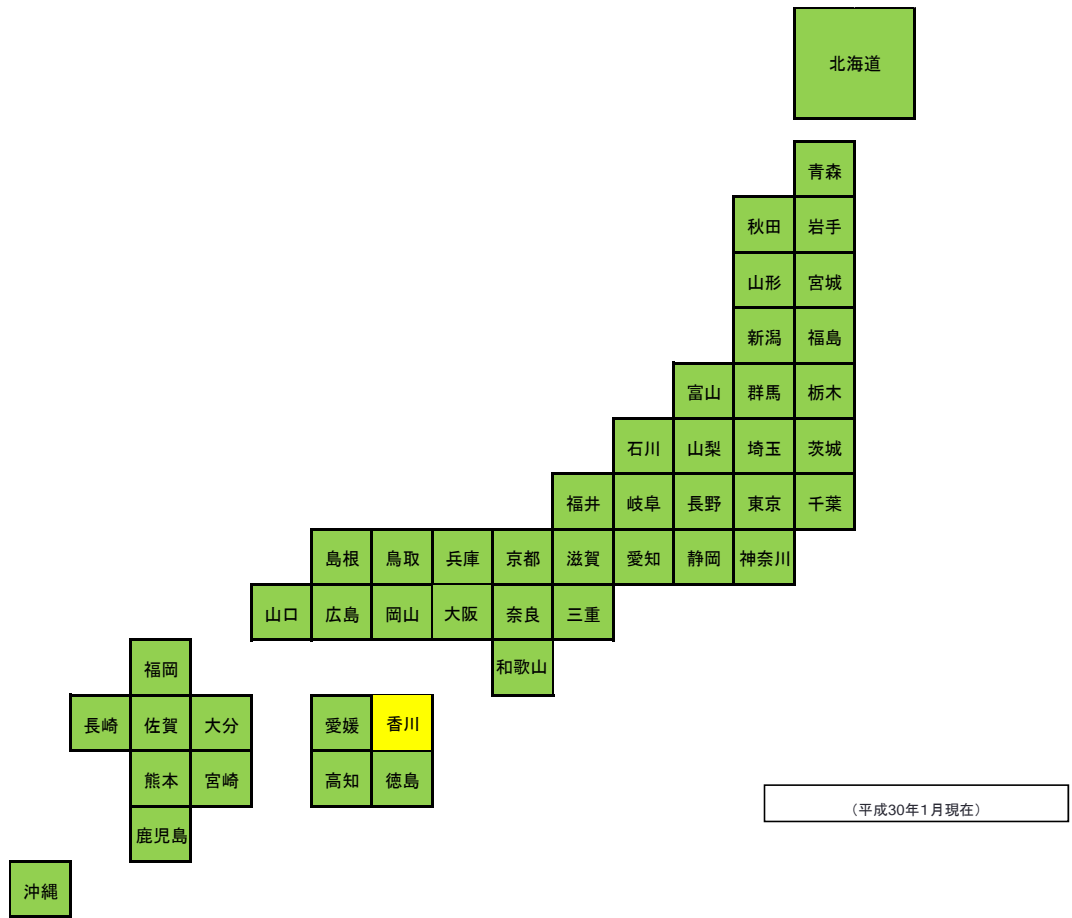 北海道
青森
秋田 岩手
山形 宮城
新潟 福島
富山 群馬 栃木
石川 山梨 埼玉 茨城
福井 岐阜 長野 東京 千葉
島根 鳥取 兵庫 京都 滋賀 愛知 静岡 神奈川
山口 広島 岡山 大阪 奈良 三重
福岡 和歌山
長崎 佐賀 大分 愛媛 香川
熊本 宮崎 高知 徳島
(平成30年1月現在)
鹿児島
沖縄